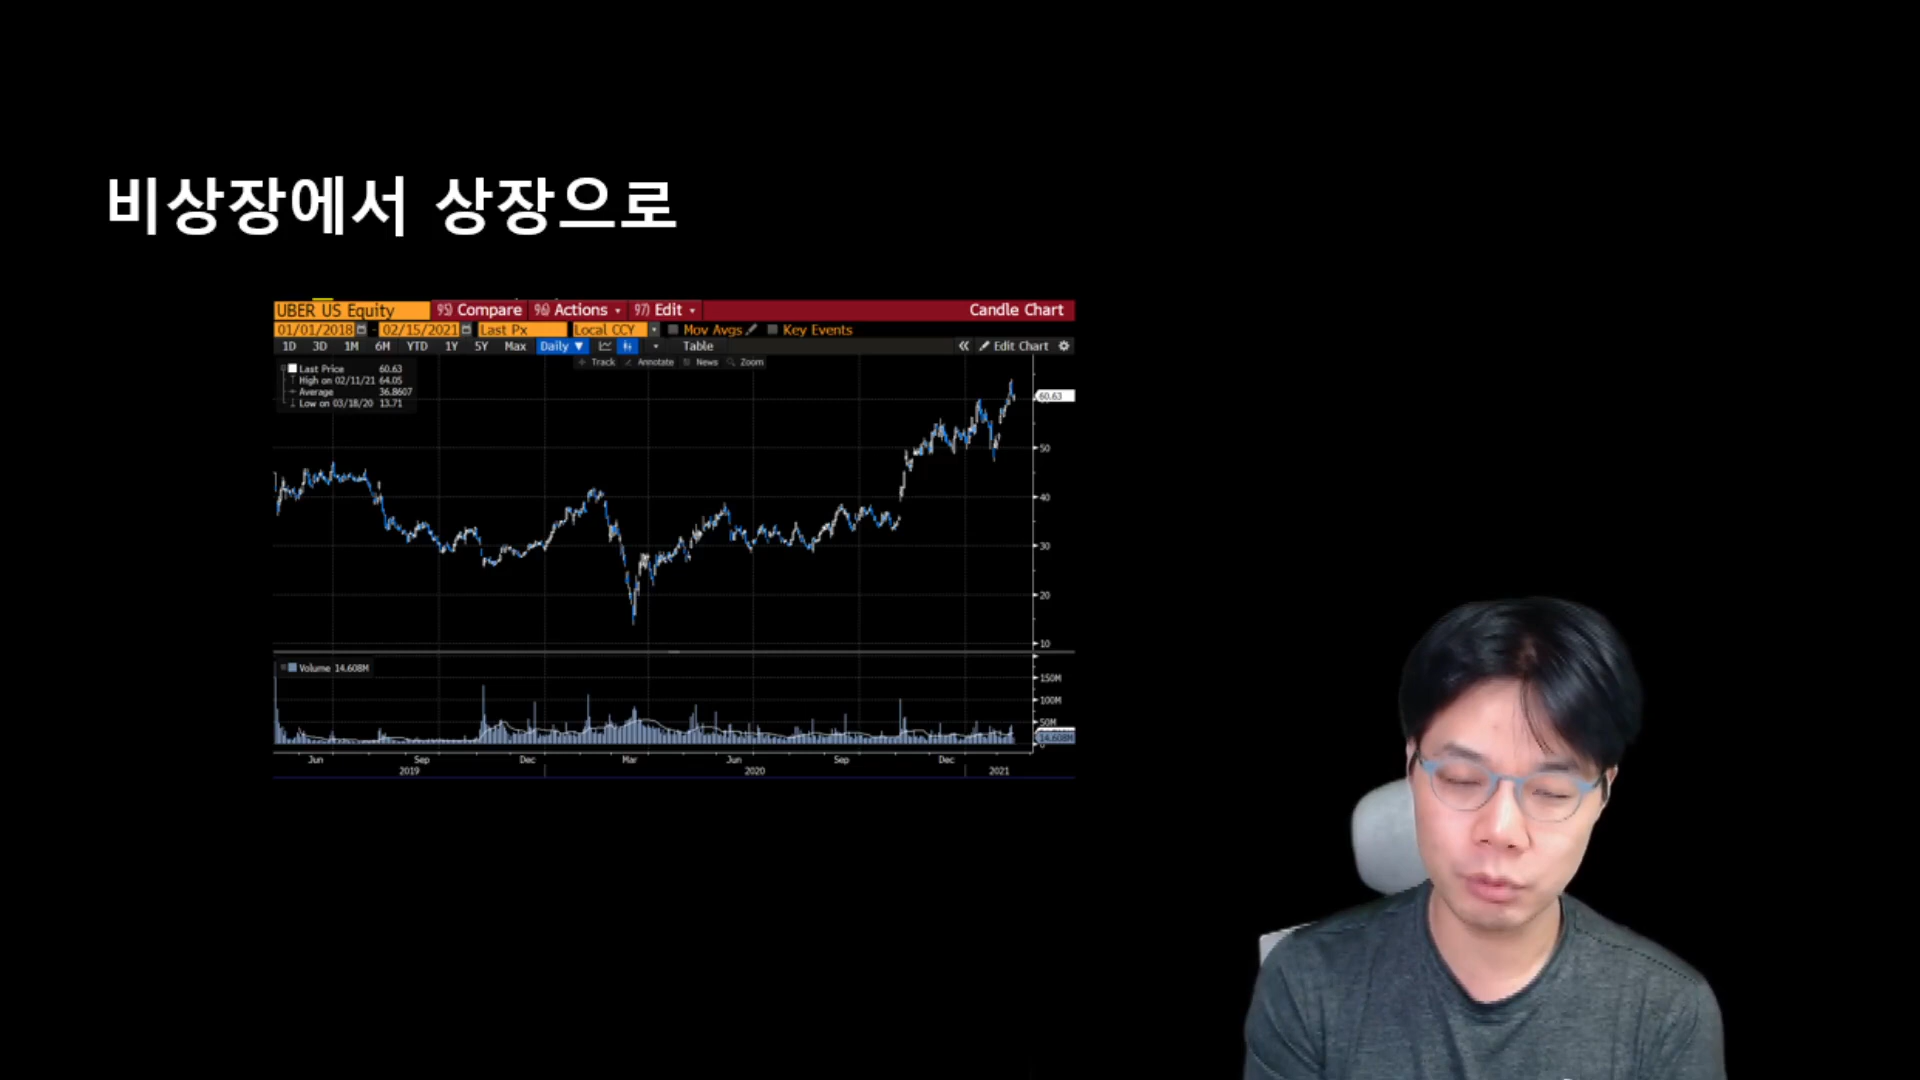 비상장에서 상장으로
UBER US Equity 95) Compare 96) Actions 97) Edit Candle Chart
01/01/2018 - 02/15/2021 Last Px Local CCY Mov Avgs Key Events
1D 3D 1M 6M YTD 1Y 5Y Max Daily ▼ Table « Edit Chart
Track Annotate News Zoom
Last Price 60.63
High on 02/11/21 64.05
Average 36.8607
Low on 03/18/20 13.71
60.63
50
40
30
20
10
Volume 14.608M
150M
100M
50M
14.608M
0
Jun Sep Dec Mar Jun Sep Dec
2019 2020 2021